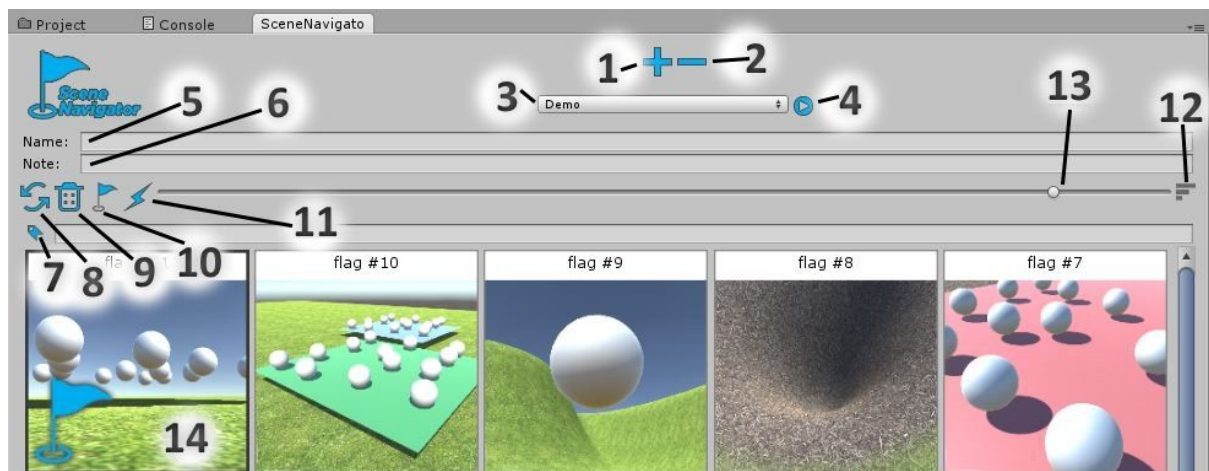 Project Console SceneNavigato
1 2
Scene
Navigator
3 Demo 4 13 12
5 6
Name:
Note:
11
7 8 9 10
flag #10 flag #9 flag #8 flag #7
14